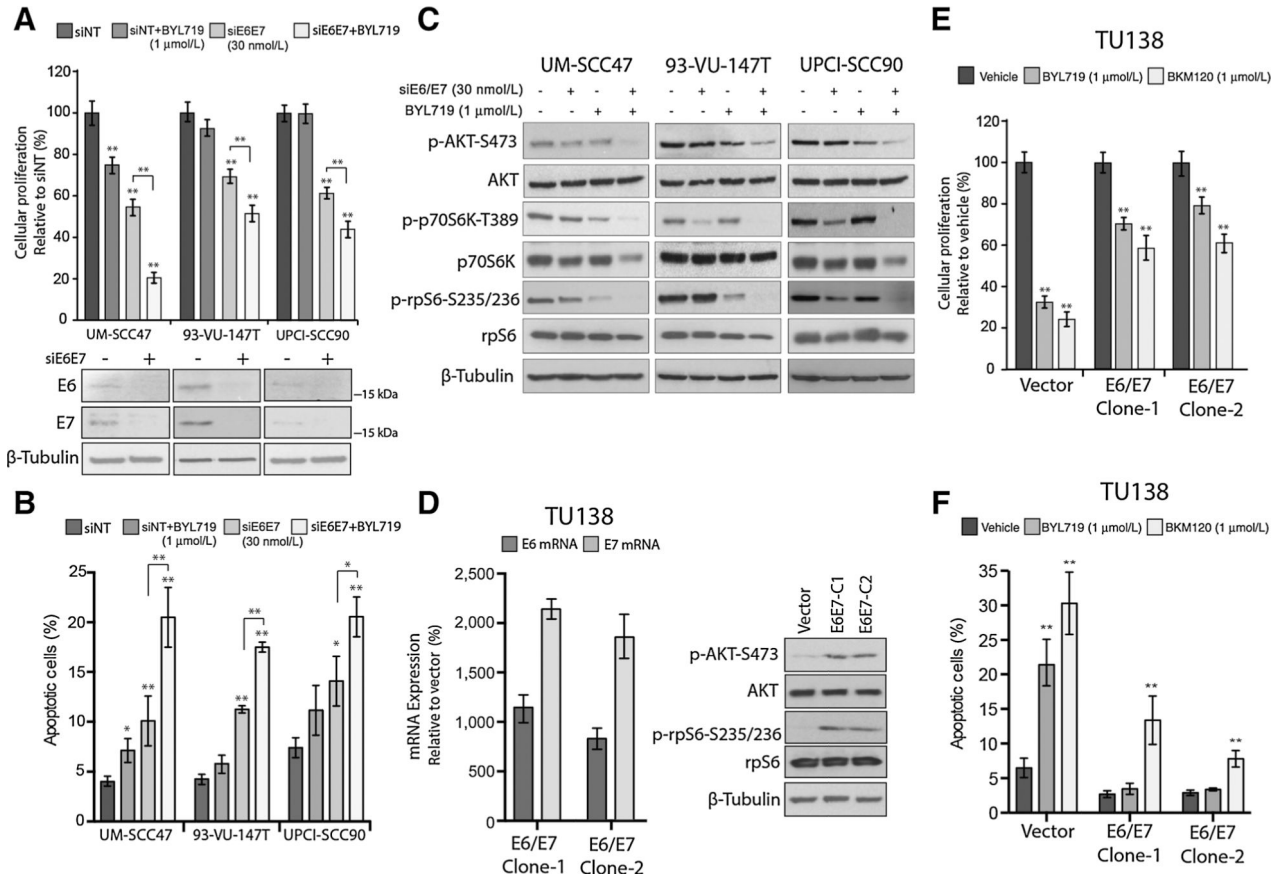 A
siNT
siNT+BYL719
(1 μmol/L)
siE6E7
(30 nmol/L)
siE6E7+BYL719
Cellular proliferation
Relative to siNT (%)
120
100
80
60
40
20
0
** ** ** **
** ** **
** ** **
UM-SCC47 93-VU-147T UPCI-SCC90
siE6E7 - + - + - +
E6
–15 kDa
E7
–15 kDa
β-Tubulin
B
siNT
siNT+BYL719
(1 μmol/L)
siE6E7
(30 nmol/L)
siE6E7+BYL719
Apoptotic cells (%)
25
20
15
10
5
0
* ** ** **
** ** **
* * **
UM-SCC47 93-VU-147T UPCI-SCC90
C
UM-SCC47 93-VU-147T UPCI-SCC90
siE6/E7 (30 nmol/L) - + - + - + - + - + - +
BYL719 (1 μmol/L) - - + + - - + + - - + +
p-AKT-S473
AKT
p-p70S6K-T389
p70S6K
p-rpS6-S235/236
rpS6
β-Tubulin
D
TU138
E6 mRNA E7 mRNA
mRNA Expression
Relative to vector (%)
2,500
2,000
1,500
1,000
500
0
E6/E7
Clone-1
E6/E7
Clone-2
Vector
E6E7-C1
E6E7-C2
p-AKT-S473
AKT
p-rpS6-S235/236
rpS6
β-Tubulin
E
TU138
Vehicle BYL719 (1 μmol/L) BKM120 (1 μmol/L)
Cellular proliferation
Relative to vehicle (%)
120
100
80
60
40
20
0
** **
** **
** **
Vector
E6/E7
Clone-1
E6/E7
Clone-2
F
TU138
Vehicle BYL719 (1 μmol/L) BKM120 (1 μmol/L)
Apoptotic cells (%)
35
30
25
20
15
10
5
0
** **
**
**
Vector
E6/E7
Clone-1
E6/E7
Clone-2